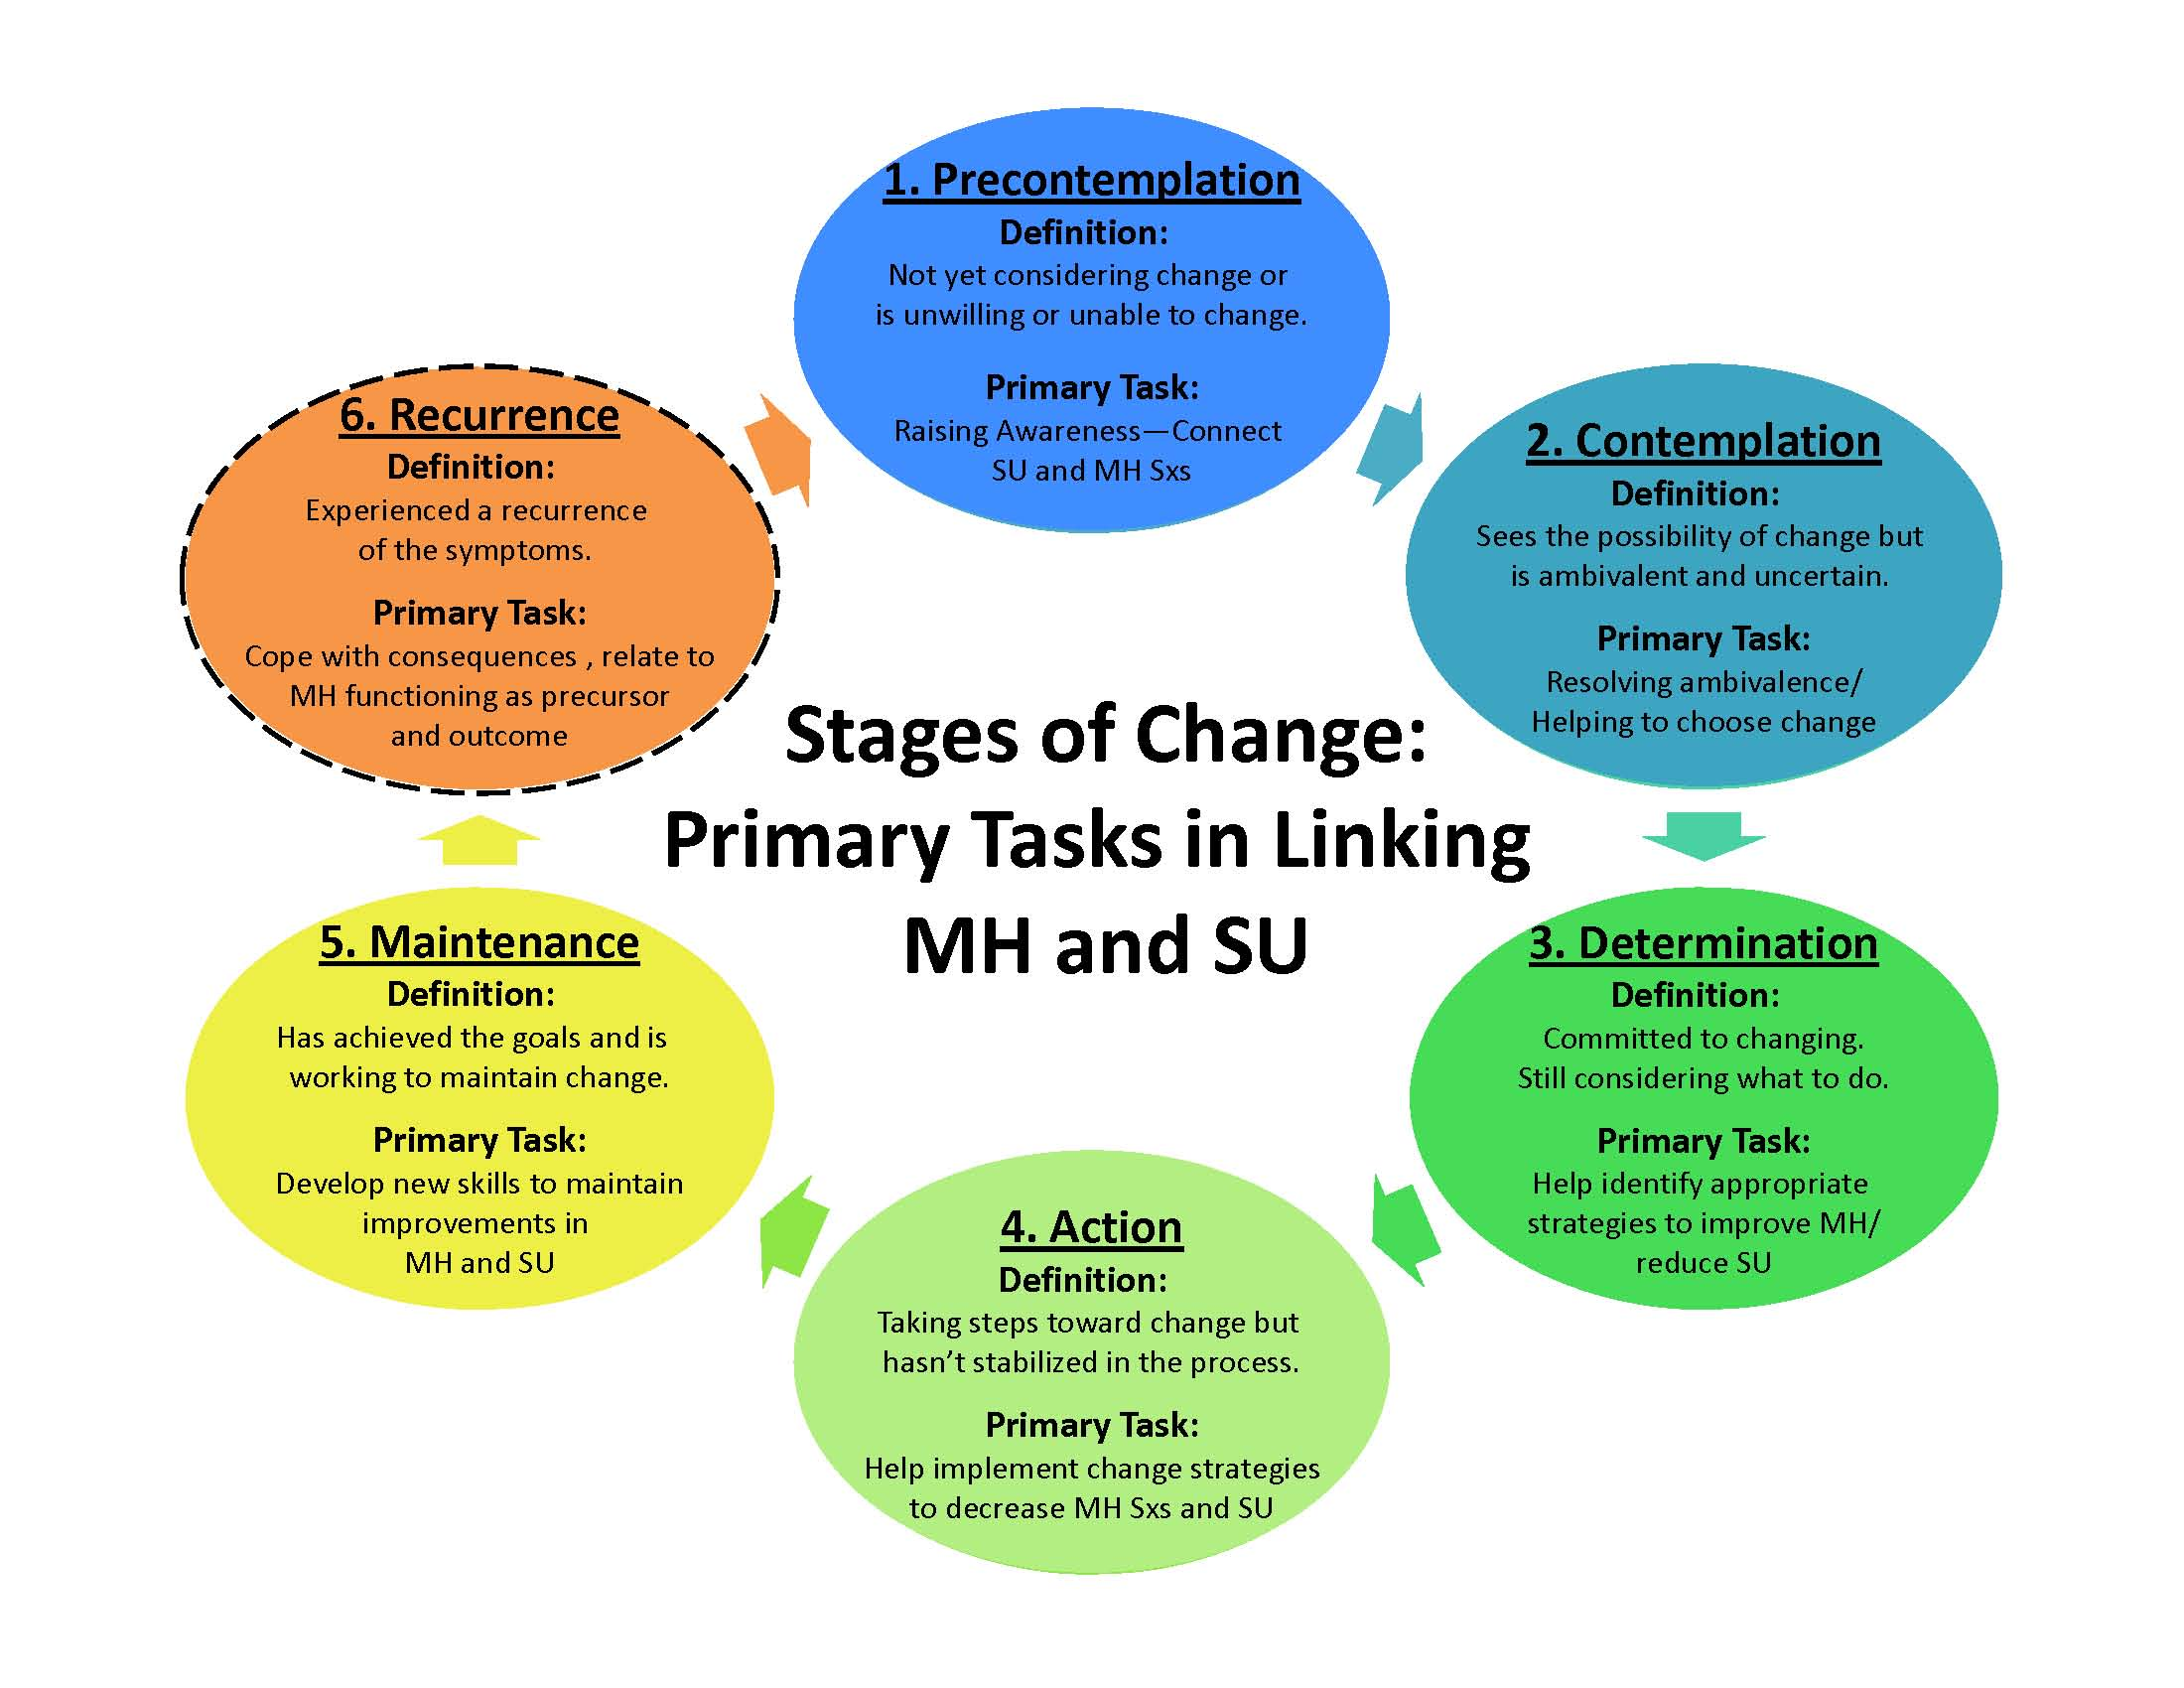 1. Precontemplation
Definition:
Not yet considering change or
is unwilling or unable to change.
Primary Task:
Raising Awareness—Connect
SU and MH Sxs
2. Contemplation
Definition:
Sees the possibility of change but
is ambivalent and uncertain.
Primary Task:
Resolving ambivalence/
Helping to choose change
3. Determination
Definition:
Committed to changing.
Still considering what to do.
Primary Task:
Help identify appropriate
strategies to improve MH/
reduce SU
4. Action
Definition:
Taking steps toward change but
hasn’t stabilized in the process.
Primary Task:
Help implement change strategies
to decrease MH Sxs and SU
5. Maintenance
Definition:
Has achieved the goals and is
working to maintain change.
Primary Task:
Develop new skills to maintain
improvements in
MH and SU
6. Recurrence
Definition:
Experienced a recurrence
of the symptoms.
Primary Task:
Cope with consequences , relate to
MH functioning as precursor
and outcome
Stages of Change:
Primary Tasks in Linking
MH and SU